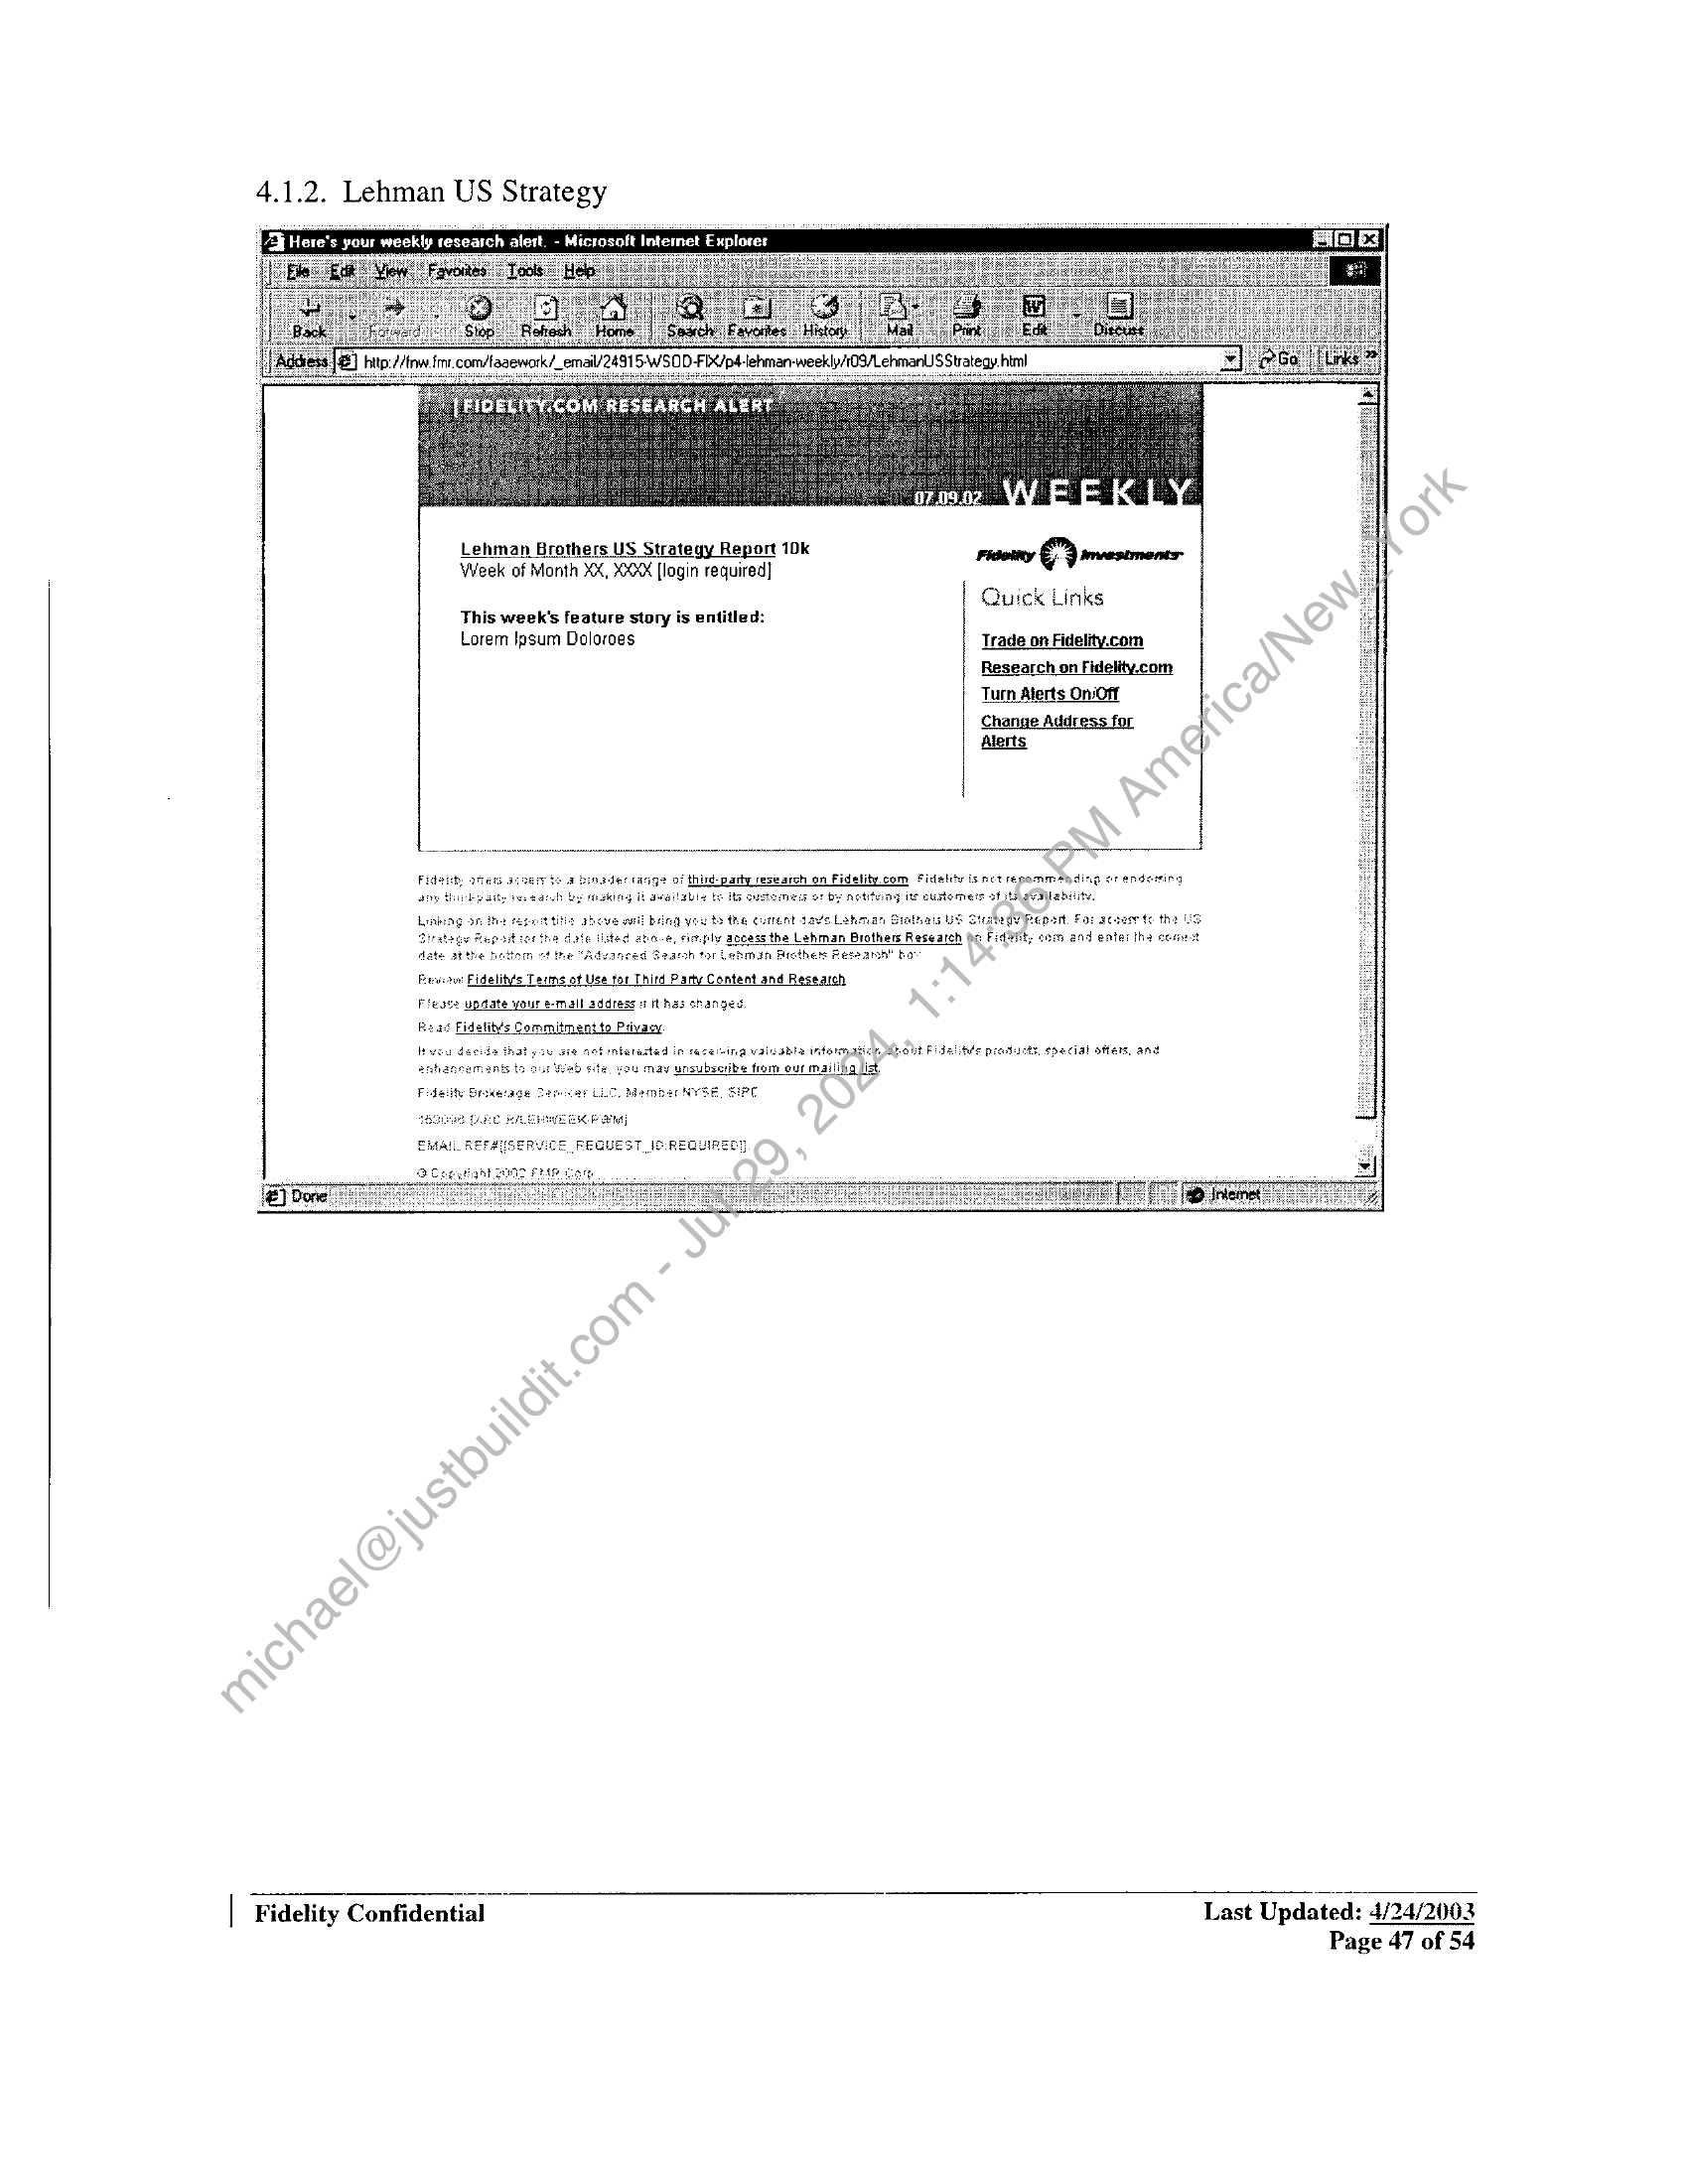 4.1.2. Lehman US Strategy
Here's your weekly research alert. - Microsoft Internet Explorer
File Edit View Favorites Tools Help
Back Forward Stop Refresh Home Search Favorites History Mail Print Edit Discuss
Address http://fnw.fmr.com/faaework/_email/24915-WSOD-FIX/p4-lehman-weekly/r09/LehmanUSStrategy.html Go Links »
FIDELITY.COM RESEARCH ALERT
07.09.02 WEEKLY
Lehman Brothers US Strategy Report 10k
Week of Month XX, XXXX [login required]
This week's feature story is entitled:
Lorem Ipsum Doloroes
Fidelity Investments
Quick Links
Trade on Fidelity.com
Research on Fidelity.com
Turn Alerts On/Off
Change Address for
Alerts
Fidelity offers access to a broader range of third-party research on Fidelity.com. Fidelity is not recommending or endorsing
any third-party research by making it available to its customers or by notifying its customers of its availability.
Linking on the report title above will bring you to the current day's Lehman Brothers US Strategy Report. For access to the US
Strategy Report for the date listed above, simply access the Lehman Brothers Research on Fidelity.com and enter the correct
date at the bottom of the "Advanced Search for Lehman Brothers Research" box
Review Fidelity's Terms of Use for Third Party Content and Research
Please update your e-mail address if it has changed.
Read Fidelity's Commitment to Privacy.
If you decide that you are not interested in receiving valuable information about Fidelity's products, special offers, and
enhancements to our Web site, you may unsubscribe from our mailing list.
Fidelity Brokerage Services LLC, Member NYSE, SIPC
EMAIL REF#[[SERVICE_REQUEST_ID:REQUIRED]]
© Copyright 2002 FMR Corp.
Done Internet
michael@justbuildit.com - Jul 29, 2024, 1:14:36 PM America/New_York
Fidelity Confidential
Last Updated: 4/24/2003
Page 47 of 54